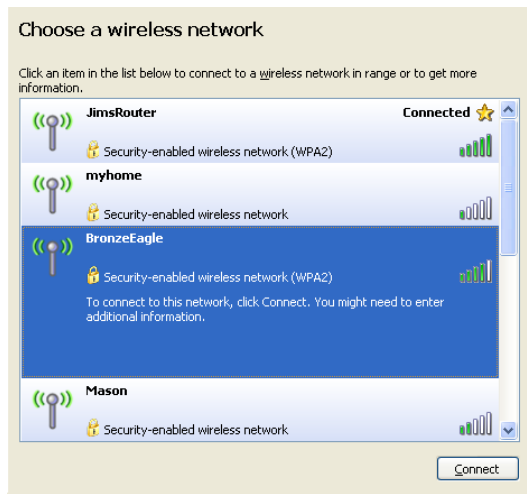 Choose a wireless network
Click an item in the list below to connect to a wireless network in range or to get more
information.
JimsRouter Connected
Security-enabled wireless network (WPA2)
myhome
Security-enabled wireless network
BronzeEagle
Security-enabled wireless network (WPA2)
To connect to this network, click Connect. You might need to enter
additional information.
Mason
Security-enabled wireless network
Connect